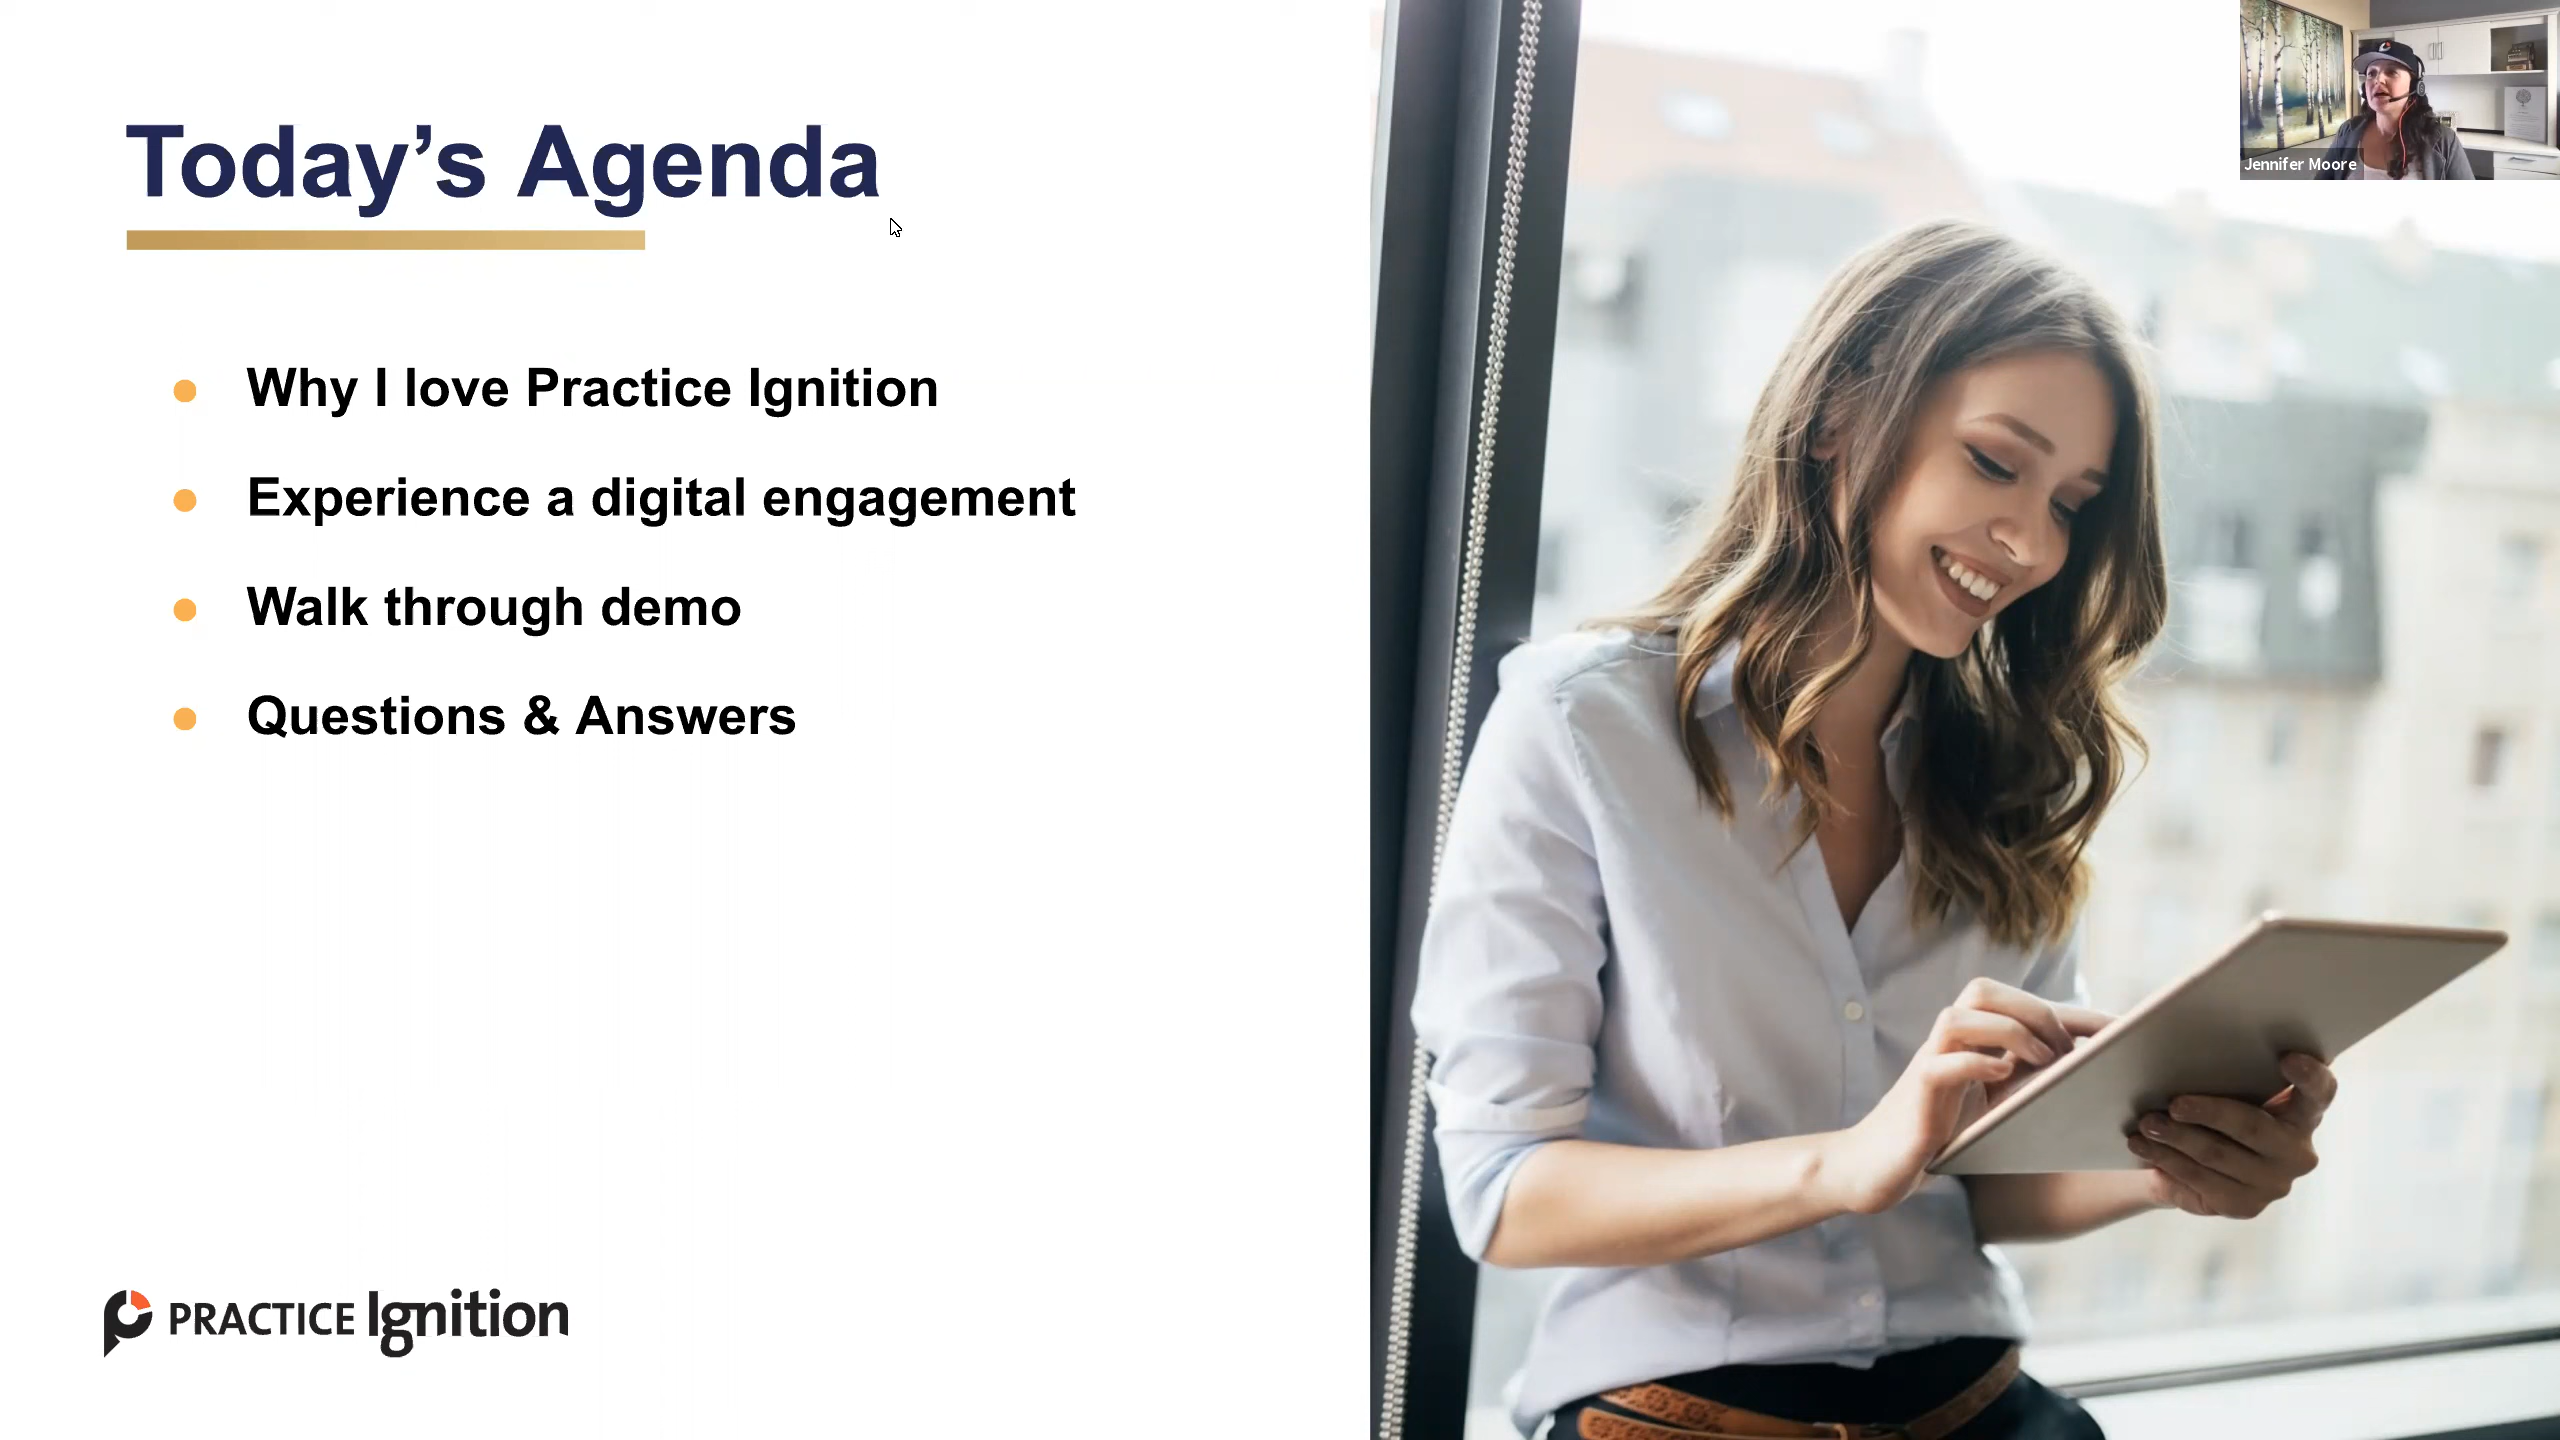 Today’s Agenda
Why I love Practice Ignition
Experience a digital engagement
Walk through demo
Questions & Answers
PRACTICE Ignition
Jennifer Moore